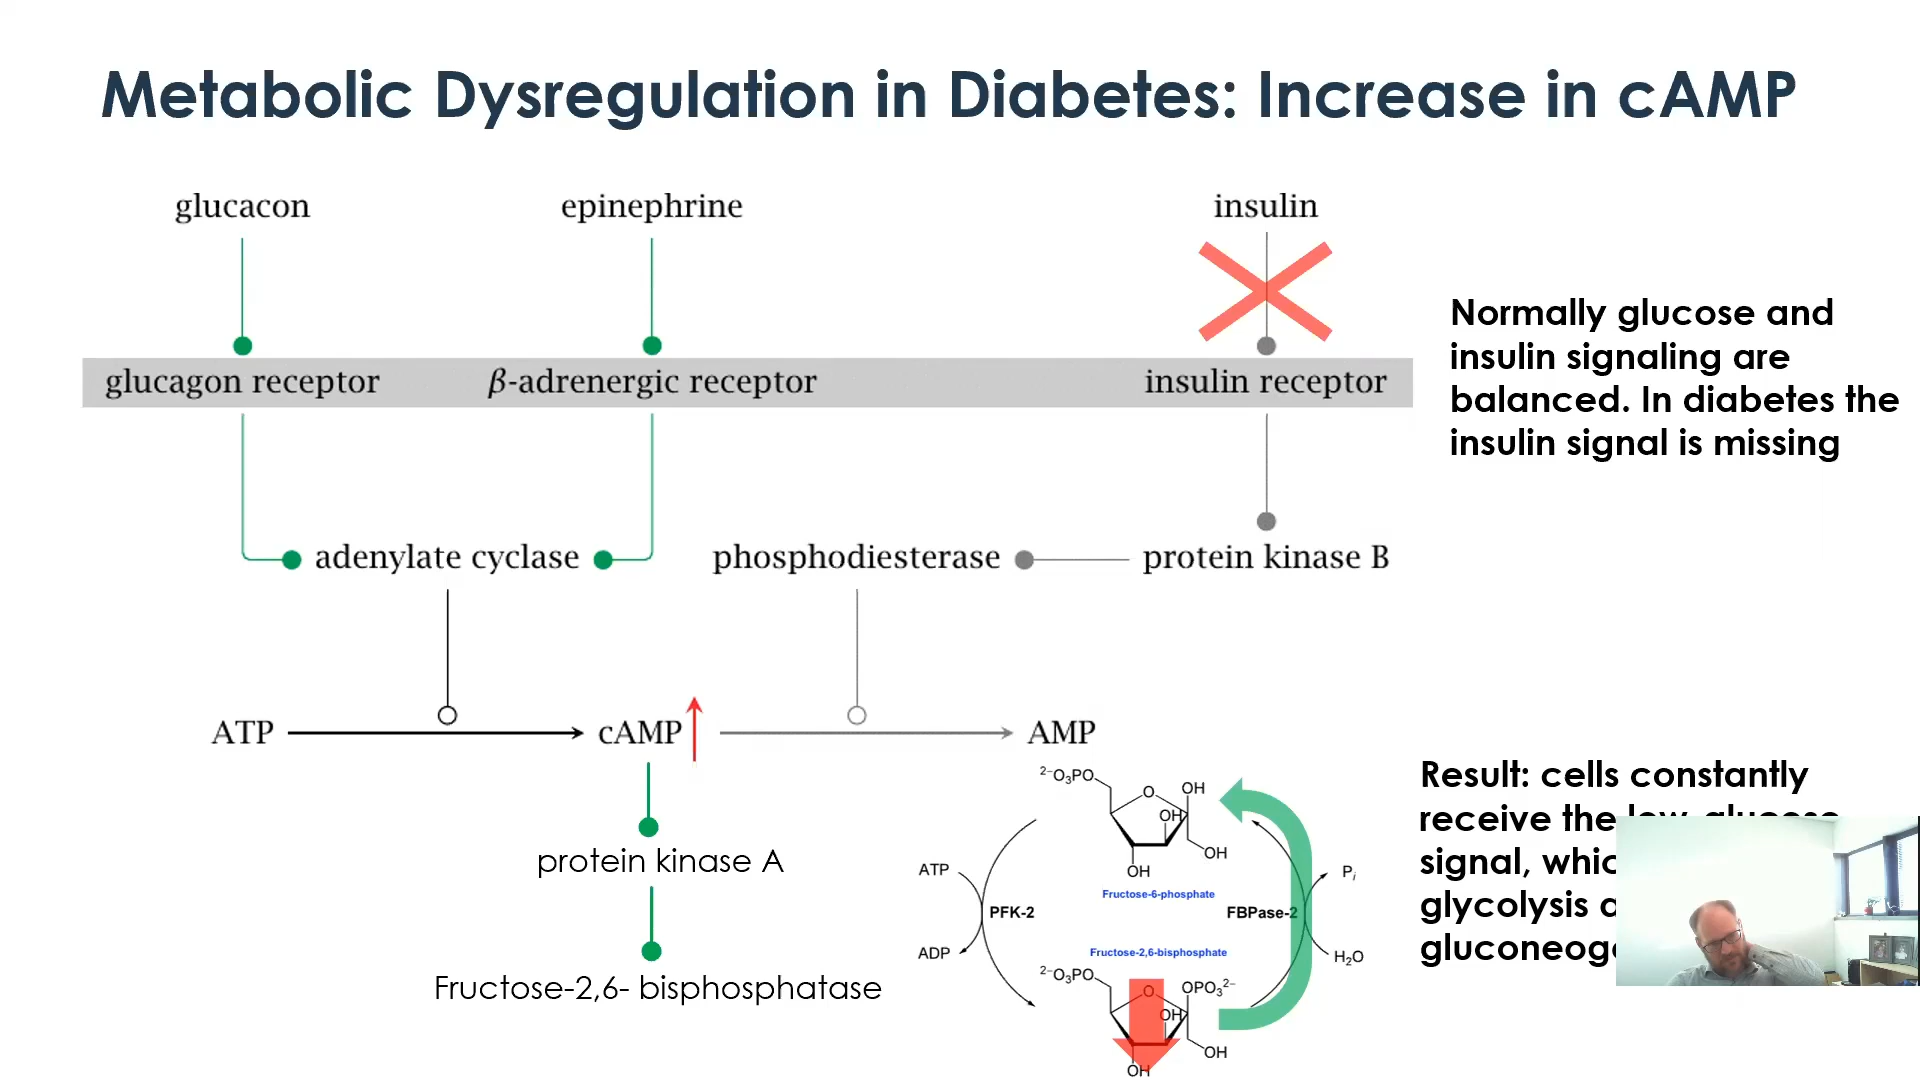 Metabolic Dysregulation in Diabetes: Increase in cAMP
glucacon
epinephrine
insulin
glucagon receptor
β-adrenergic receptor
insulin receptor
Normally glucose and
insulin signaling are
balanced. In diabetes the
insulin signal is missing
adenylate cyclase
phosphodiesterase
protein kinase B
ATP
cAMP
AMP
protein kinase A
Fructose-2,6- bisphosphatase
2-O3PO
O
OH
OH
OH
OH
Fructose-6-phosphate
ATP
PFK-2
ADP
FBPase-2
Pi
H2O
Fructose-2,6-bisphosphate
2-O3PO
O
OPO3 2-
OH
OH
OH
Result: cells constantly
receive the low glucose
signal,
glycolysis